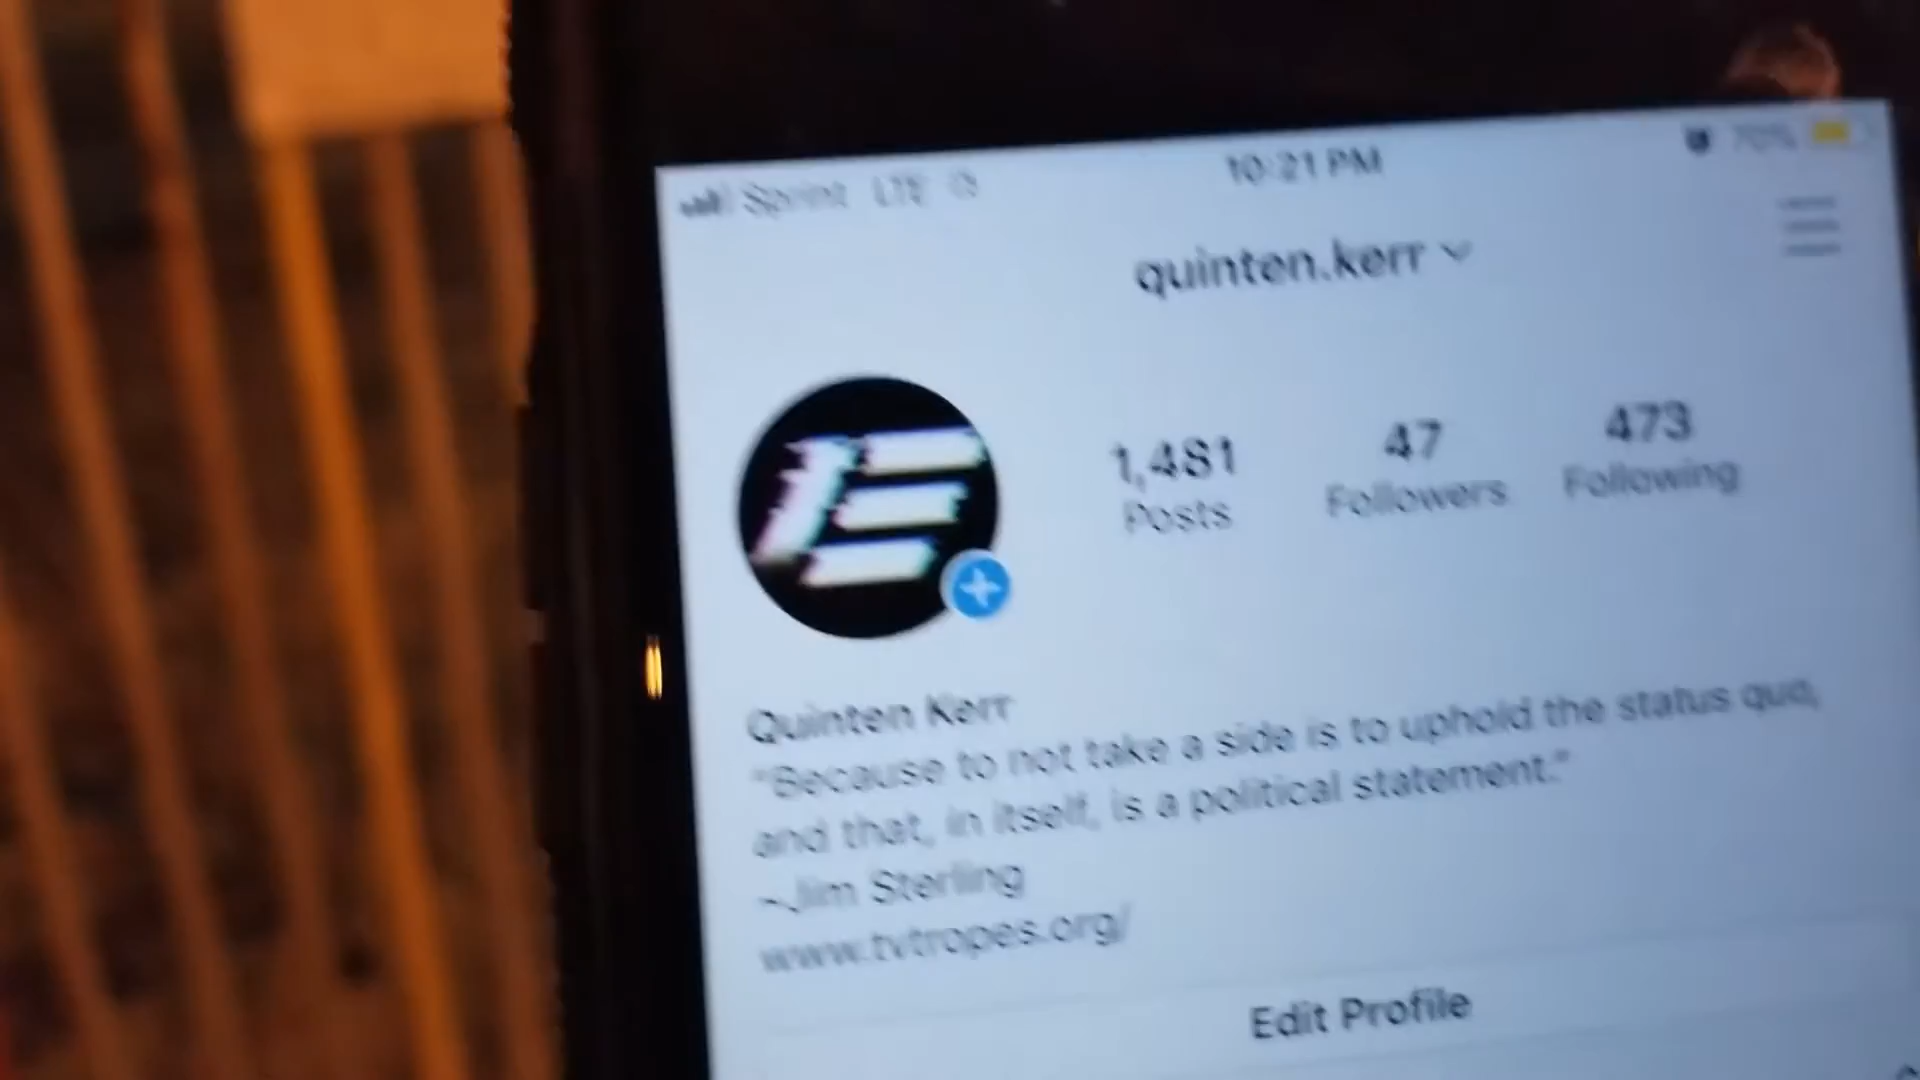 Sprint LTE 10:21 PM 70%
quinten.kerr
1,481 47 473
Posts Followers Following
Quinten Kerr
"Because to not take a side is to uphold the status quo,
and that, in itself, is a political statement."
~Jim Sterling
www.tvtropes.org/
Edit Profile